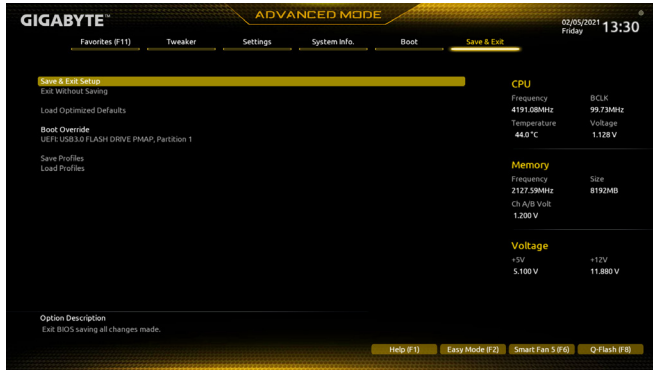 GIGABYTE™
ADVANCED MODE
02/05/2021
Friday
13:30
Favorites (F11) Tweaker Settings System Info. Boot Save & Exit
Save & Exit Setup
Exit Without Saving
Load Optimized Defaults
Boot Override
UEFI: USB3.0 FLASH DRIVE PMAP, Partition 1
Save Profiles
Load Profiles
CPU
Frequency BCLK
4191.08MHz 99.73MHz
Temperature Voltage
44.0°C 1.128 V
Memory
Frequency Size
2127.59MHz 8192MB
Ch A/B Volt
1.200 V
Voltage
+5V +12V
5.100 V 11.880 V
Option Description
Exit BIOS saving all changes made.
Help (F1) Easy Mode (F2) Smart Fan 5 (F6) Q-Flash (F8)